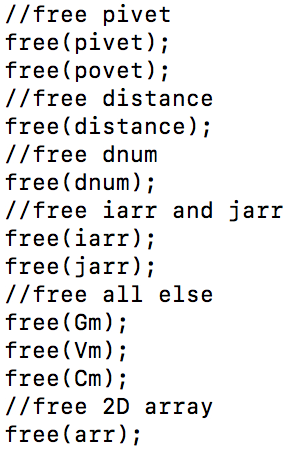 //free pivet
free(pivet);
free(povet);
//free distance
free(distance);
//free dnum
free(dnum);
//free iarr and jarr
free(iarr);
free(jarr);
//free all else
free(Gm);
free(Vm);
free(Cm);
//free 2D array
free(arr);